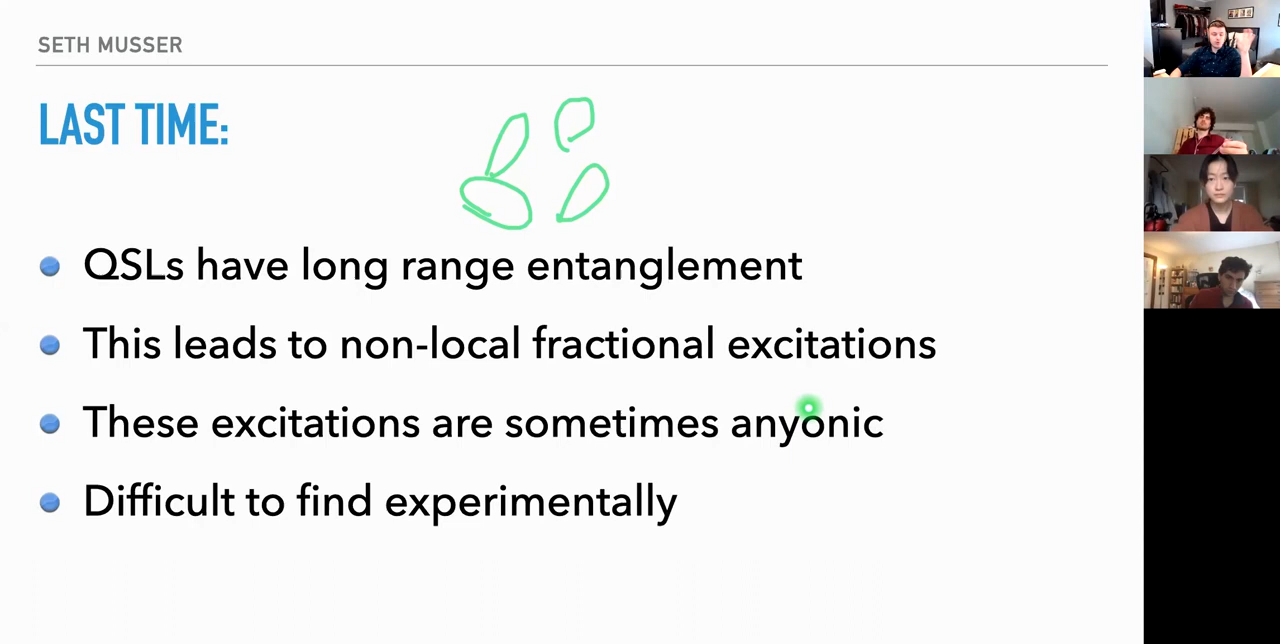 SETH MUSSER
LAST TIME:
QSLs have long range entanglement
This leads to non-local fractional excitations
These excitations are sometimes anyonic
Difficult to find experimentally